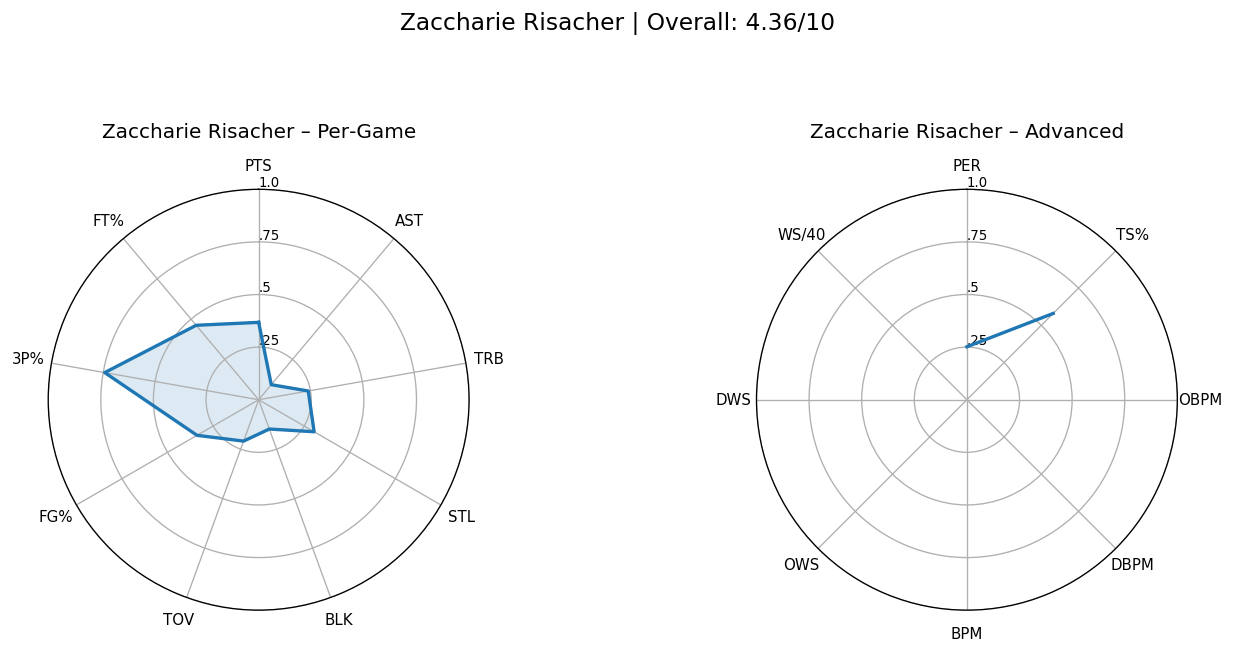 Zaccharie Risacher | Overall: 4.36/10
Zaccharie Risacher – Per-Game
PTS
1.0
FT%
AST
.75
.5
.25
3P%
TRB
FG%
STL
TOV
BLK
Zaccharie Risacher – Advanced
PER
1.0
WS/40
TS%
.75
.5
.25
DWS
OBPM
OWS
DBPM
BPM